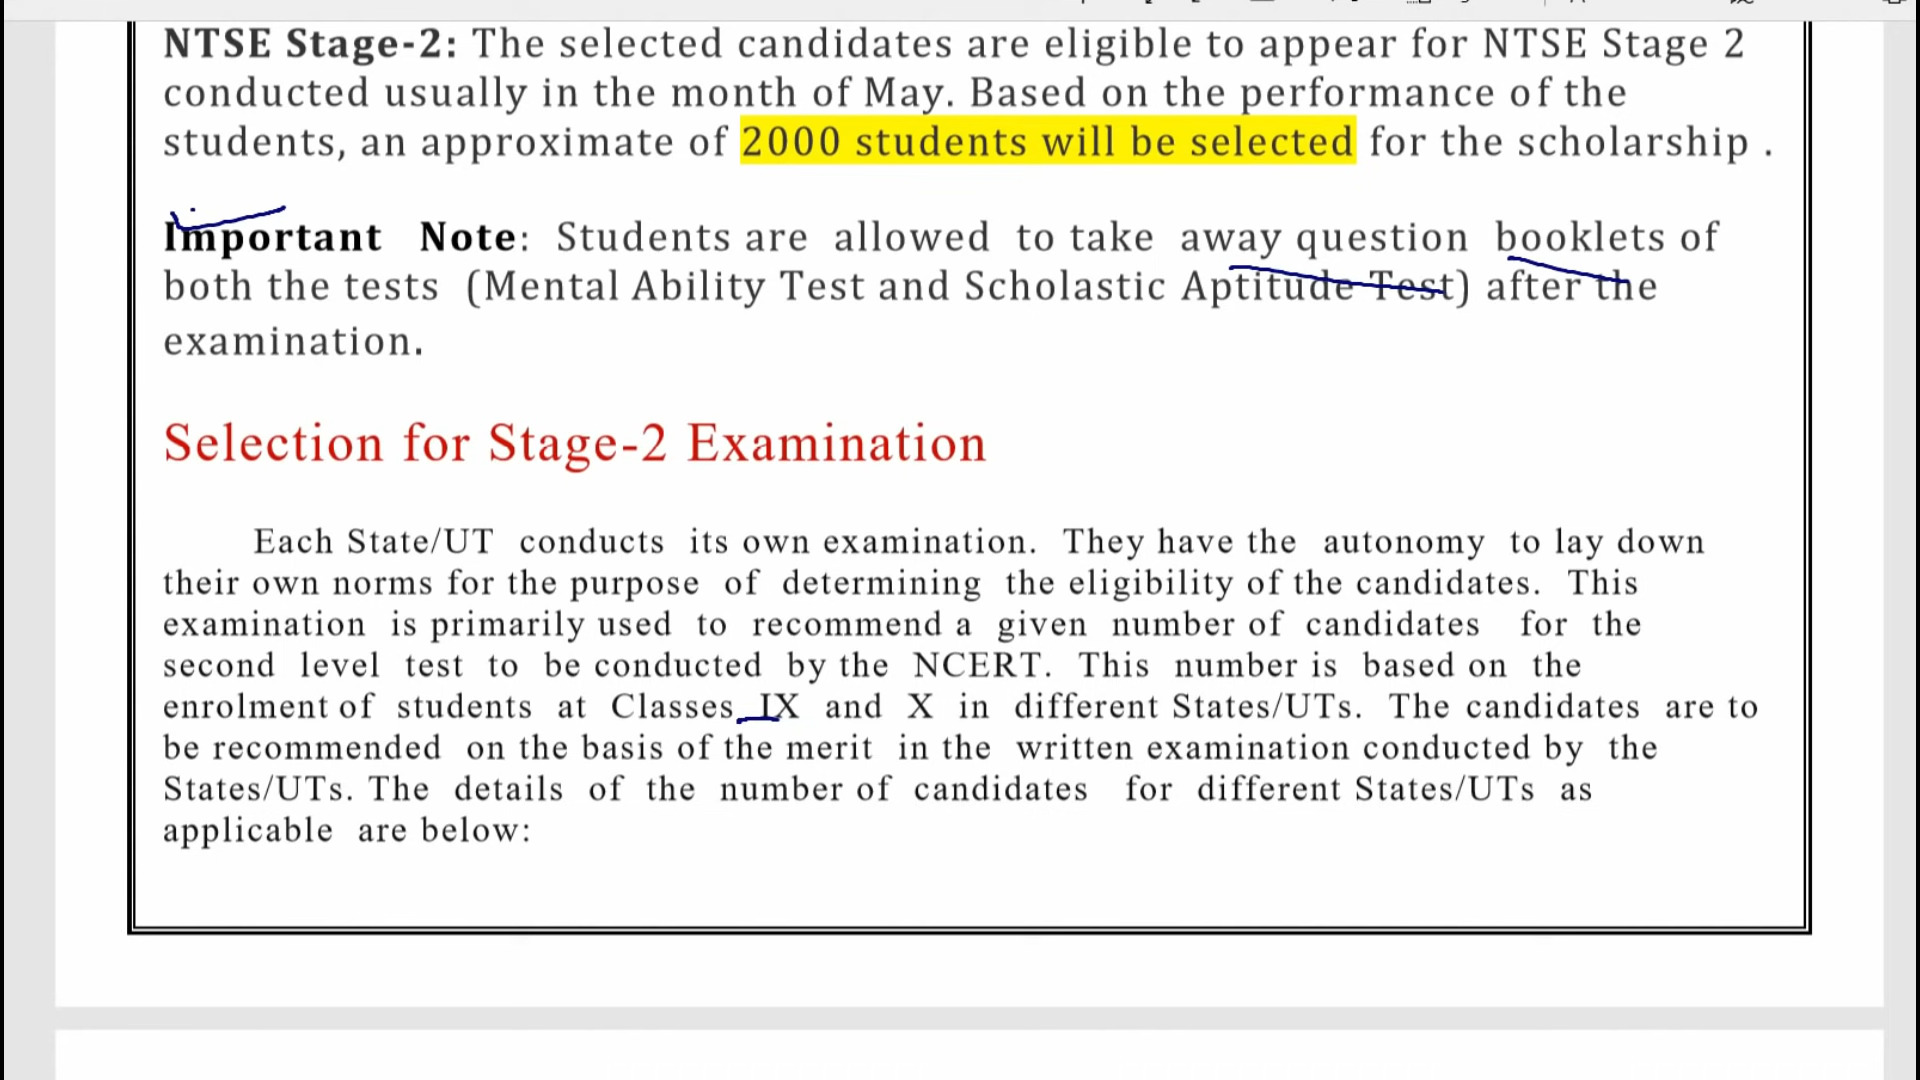 NTSE Stage-2: The selected candidates are eligible to appear for NTSE Stage 2
conducted usually in the month of May. Based on the performance of the
students, an approximate of 2000 students will be selected for the scholarship .
Important Note: Students are allowed to take away question booklets of
both the tests (Mental Ability Test and Scholastic Aptitude Test) after the
examination.
Selection for Stage-2 Examination
Each State/UT conducts its own examination. They have the autonomy to lay down
their own norms for the purpose of determining the eligibility of the candidates. This
examination is primarily used to recommend a given number of candidates for the
second level test to be conducted by the NCERT. This number is based on the
enrolment of students at Classes IX and X in different States/UTs. The candidates are to
be recommended on the basis of the merit in the written examination conducted by the
States/UTs. The details of the number of candidates for different States/UTs as
applicable are below: